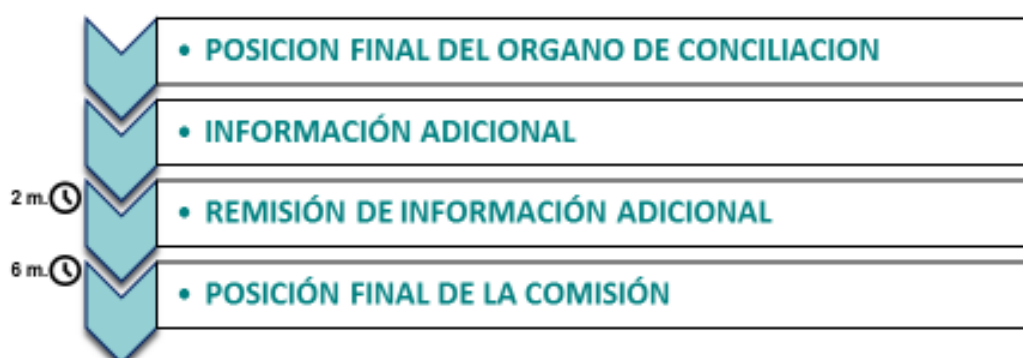 • POSICION FINAL DEL ORGANO DE CONCILIACION
• INFORMACIÓN ADICIONAL
2 m.
• REMISIÓN DE INFORMACIÓN ADICIONAL
6 m.
• POSICIÓN FINAL DE LA COMISIÓN